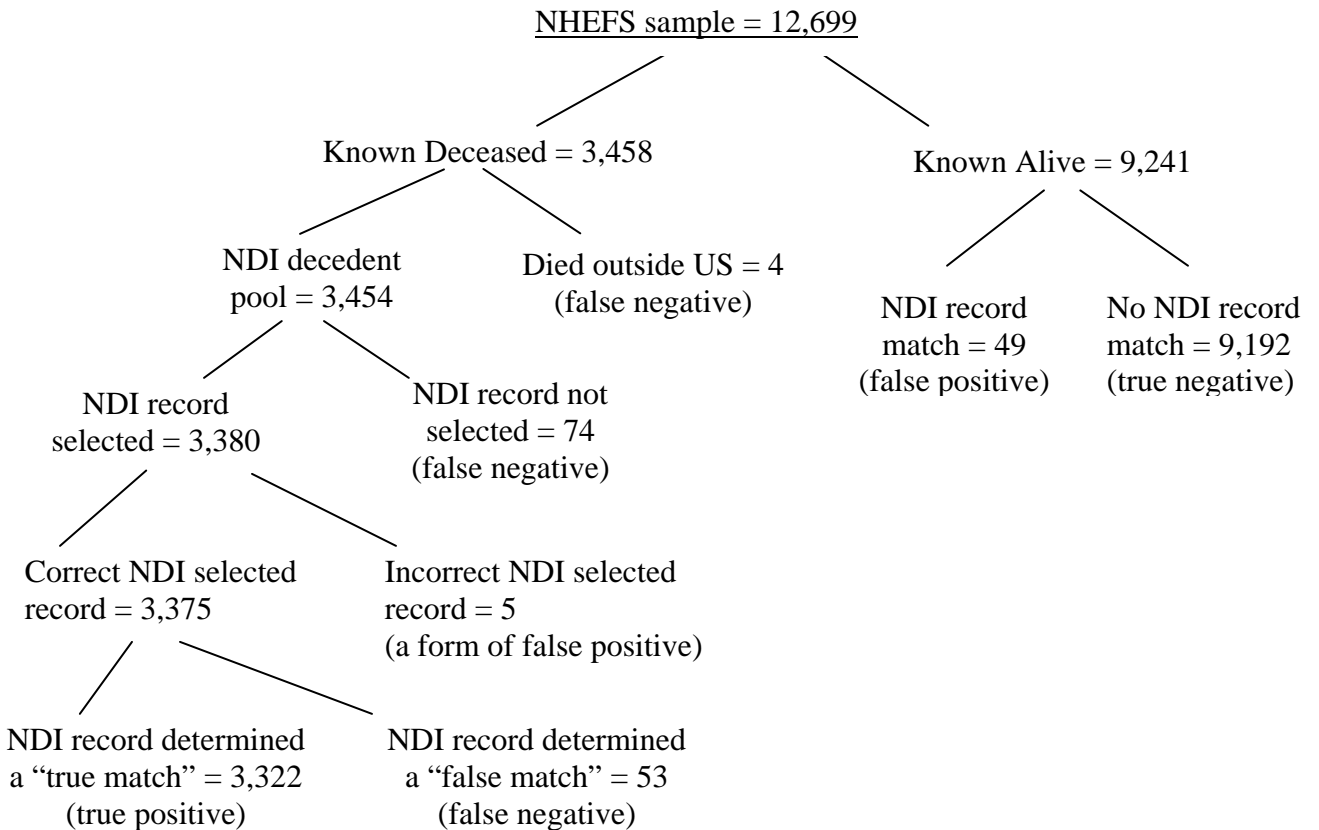 NHEFS sample = 12,699
Known Deceased = 3,458
Known Alive = 9,241
NDI decedent
pool = 3,454
Died outside US = 4
(false negative)
NDI record
match = 49
(false positive)
No NDI record
match = 9,192
(true negative)
NDI record
selected = 3,380
NDI record not
selected = 74
(false negative)
Correct NDI selected
record = 3,375
Incorrect NDI selected
record = 5
(a form of false positive)
NDI record determined
a “true match” = 3,322
(true positive)
NDI record determined
a “false match” = 53
(false negative)